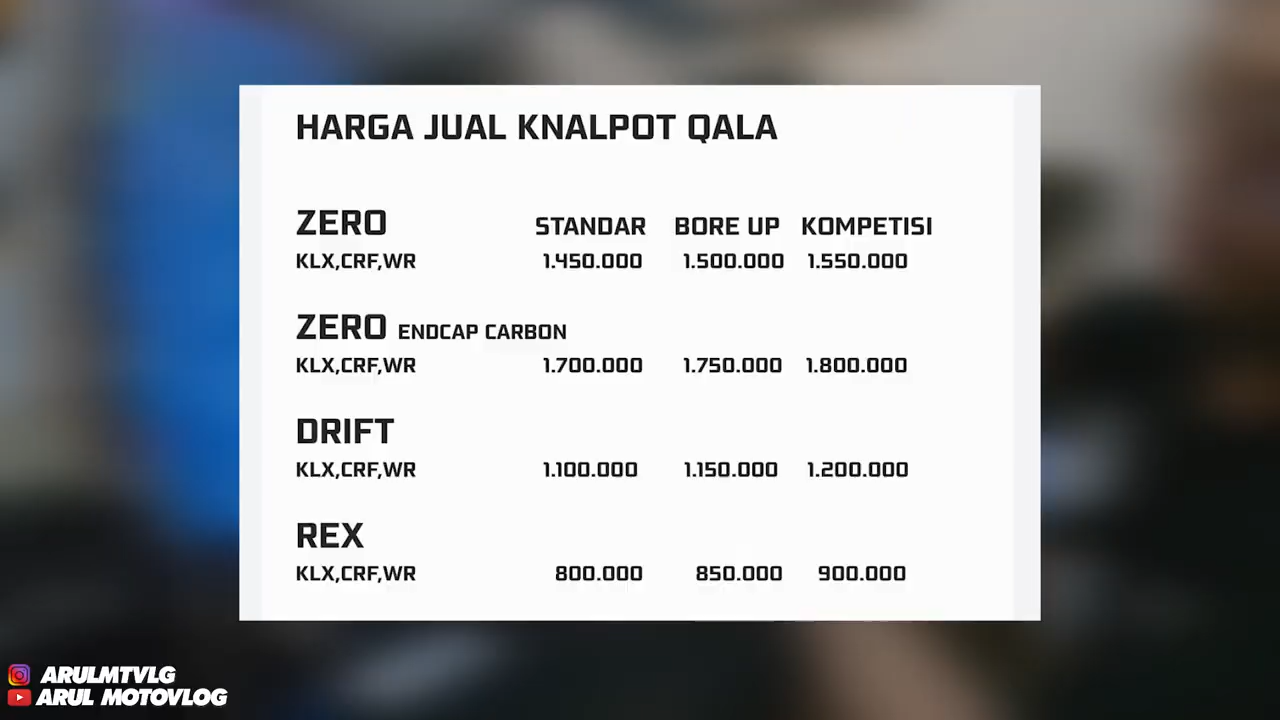 HARGA JUAL KNALPOT QALA
ZERO STANDAR BORE UP KOMPETISI
KLX,CRF,WR 1.450.000 1.500.000 1.550.000
ZERO ENDCAP CARBON
KLX,CRF,WR 1.700.000 1.750.000 1.800.000
DRIFT
KLX,CRF,WR 1.100.000 1.150.000 1.200.000
REX
KLX,CRF,WR 800.000 850.000 900.000
ARULMTVLG
ARUL MOTOVLOG